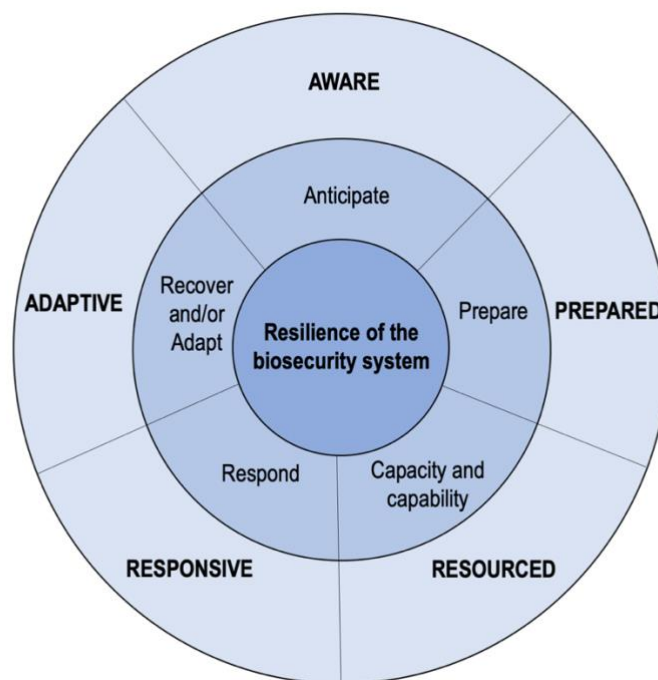 AWARE
Anticipate
ADAPTIVE
Recover
and/or
Adapt
Resilience of the
biosecurity system
Prepare
PREPARED
Respond
Capacity and
capability
RESPONSIVE
RESOURCED